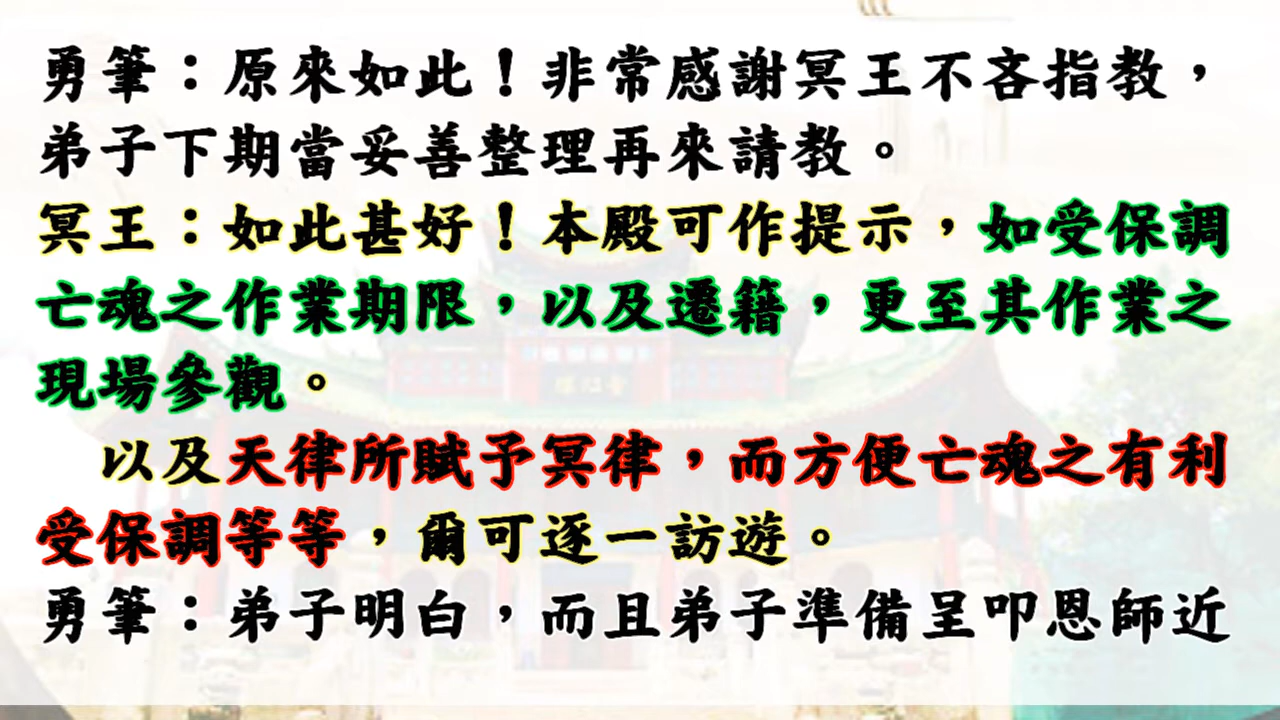 勇筆：原來如此！非常感謝冥王不吝指教，
弟子下期當妥善整理再來請教。
冥王：如此甚好！本殿可作提示，如受保調
亡魂之作業期限，以及遷籍，更至其作業之
現場參觀。
以及天律所賦予冥律，而方便亡魂之有利
受保調等等，爾可逐一訪遊。
勇筆：弟子明白，而且弟子準備呈叩恩師近